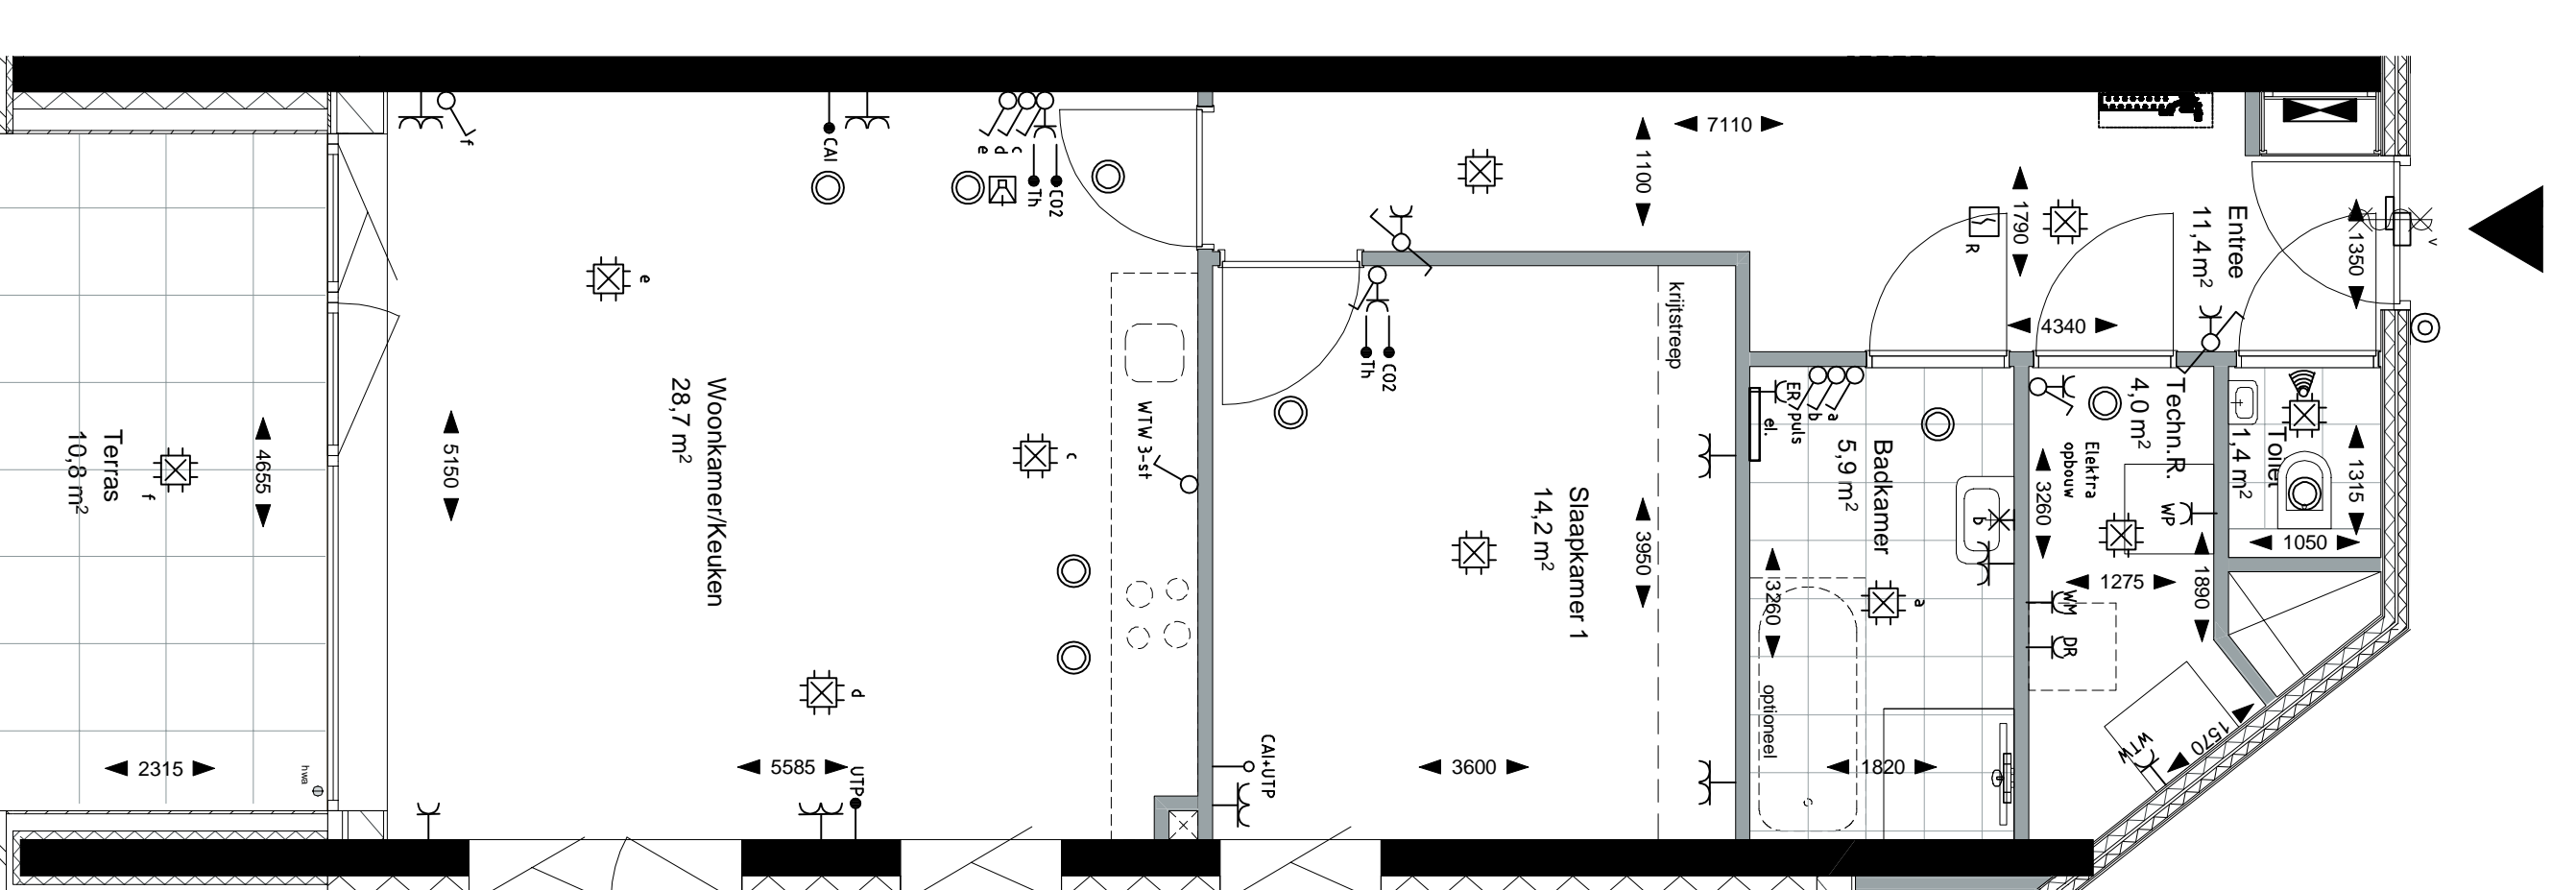 Terras
10,8 m²
f
4655
2315
hwa
f
5150
Woonkamer/Keuken
28,7 m²
CAI
e
d
c
Th
CO2
e
c
d
5585
UTP
WTW 3-st
CAI+UTP
7110
1100
Th
CO2
krijtstreep
Slaapkamer 1
14,2 m²
3950
3600
ER/puls
el.
b
a
Badkamer
5,9 m²
b
a
3260
optioneel
1820
R
1790
Entree
11,4m²
4340
1350
v
Techn.R.
4,0 m²
Elektra
opbouw
3260
WP
1275
1890
WM
DR
WTW
1570
Toilet
1,4 m²
1315
1050